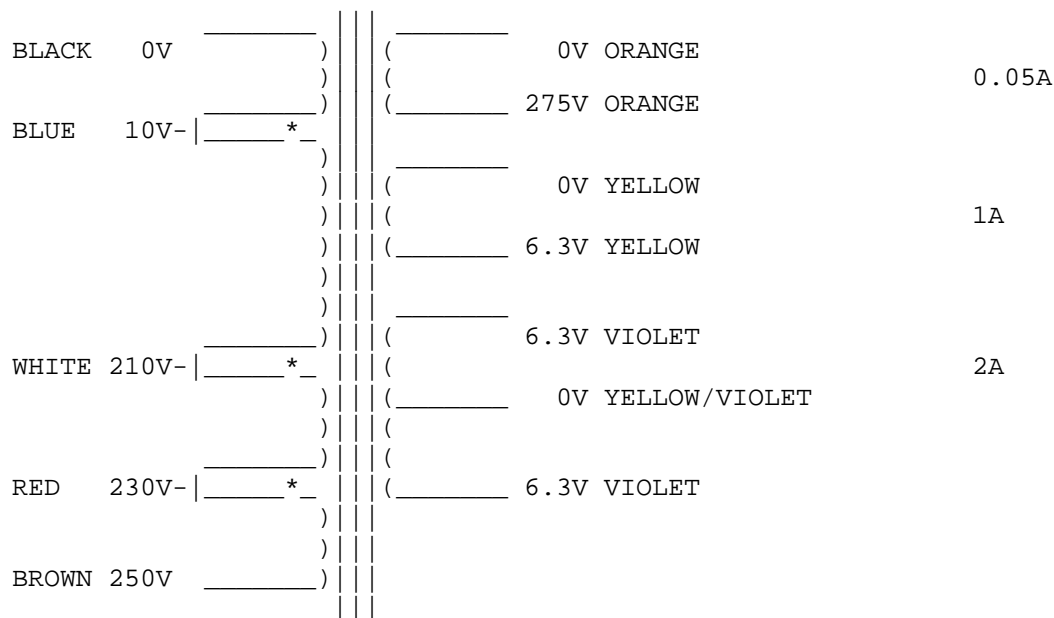 BLACK 0V 0V ORANGE
0.05A
275V ORANGE
BLUE 10V-
0V YELLOW
1A
6.3V YELLOW
6.3V VIOLET
WHITE 210V- 2A
0V YELLOW/VIOLET
RED 230V- 6.3V VIOLET
BROWN 250V